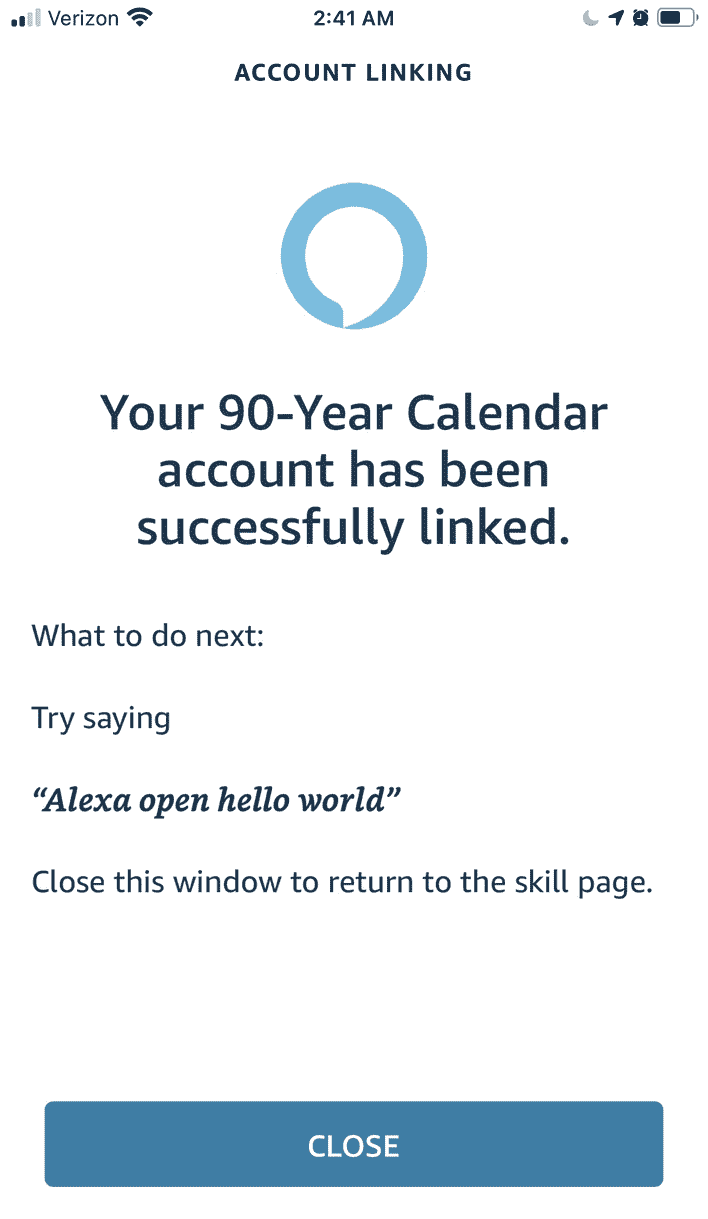 Verizon 2:41 AM
ACCOUNT LINKING
Your 90-Year Calendar
account has been
successfully linked.
What to do next:
Try saying
“Alexa open hello world”
Close this window to return to the skill page.
CLOSE